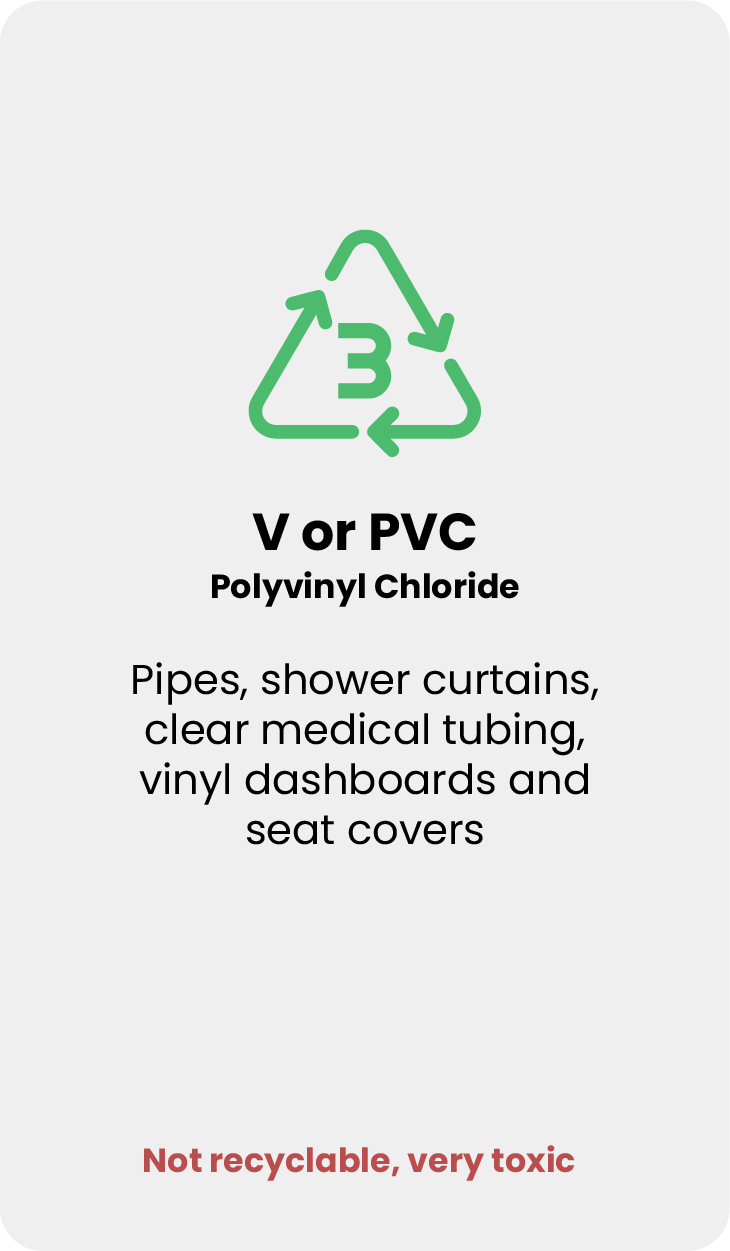 3
V or PVC
Polyvinyl Chloride
Pipes, shower curtains,
clear medical tubing,
vinyl dashboards and
seat covers
Not recyclable, very toxic